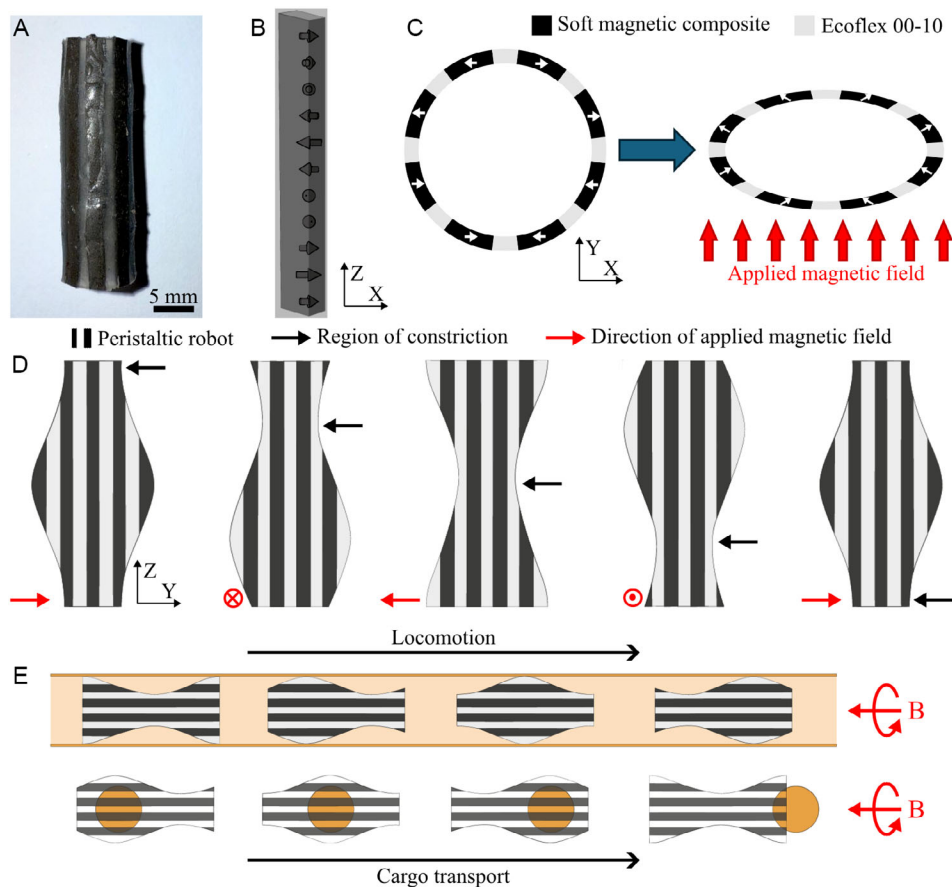 A
B
C
Soft magnetic composite
Ecoflex 00-10
5 mm
Z
X
Y
X
Applied magnetic field
Peristaltic robot
Region of constriction
Direction of applied magnetic field
D
Z
Y
Locomotion
E
B
B
Cargo transport